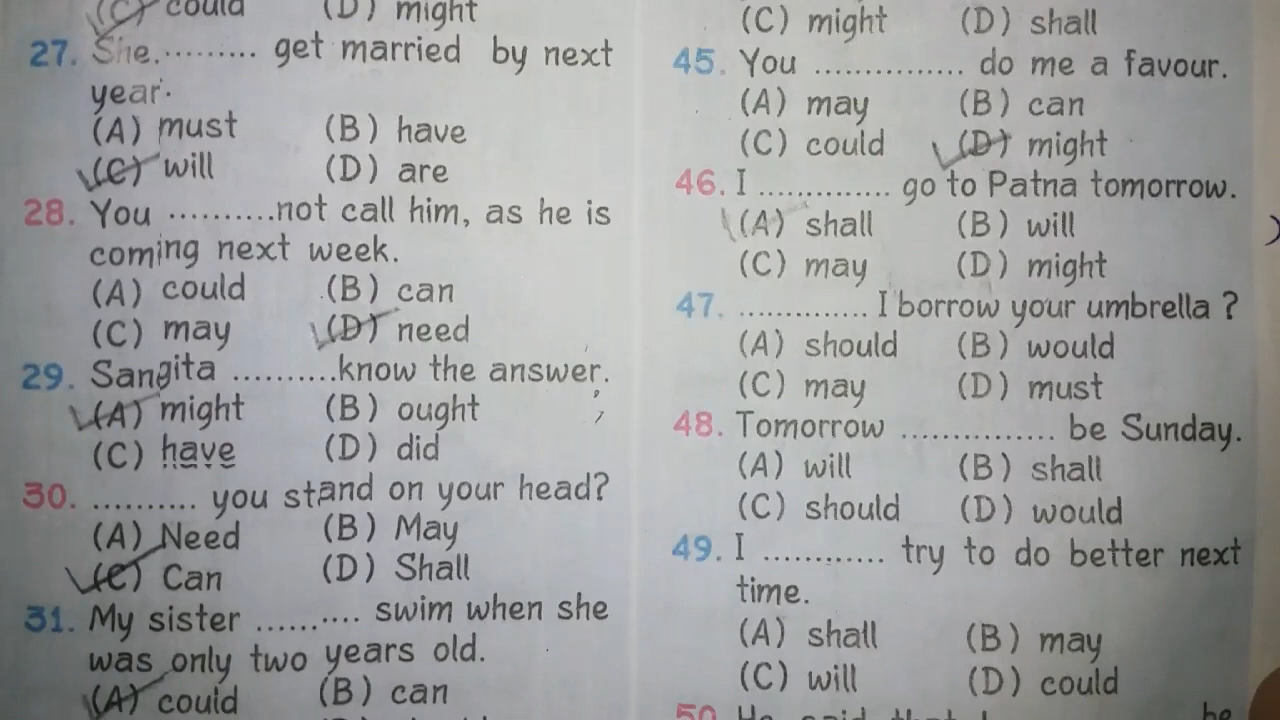 (C) could (D) might
27. She.......... get married by next
year.
(A) must (B) have
(C) will (D) are
28. You ..........not call him, as he is
coming next week.
(A) could (B) can
(C) may (D) need
29. Sangita ..........know the answer.
(A) might (B) ought
(C) have (D) did
30. .......... you stand on your head?
(A) Need (B) May
(C) Can (D) Shall
31. My sister .......... swim when she
was only two years old.
(A) could (B) can
(C) might (D) shall
45. You ............... do me a favour.
(A) may (B) can
(C) could (D) might
46. I .............. go to Patna tomorrow.
(A) shall (B) will
(C) may (D) might
47. .............. I borrow your umbrella ?
(A) should (B) would
(C) may (D) must
48. Tomorrow ............... be Sunday.
(A) will (B) shall
(C) should (D) would
49. I ............. try to do better next
time.
(A) shall (B) may
(C) will (D) could
50. He said that I be